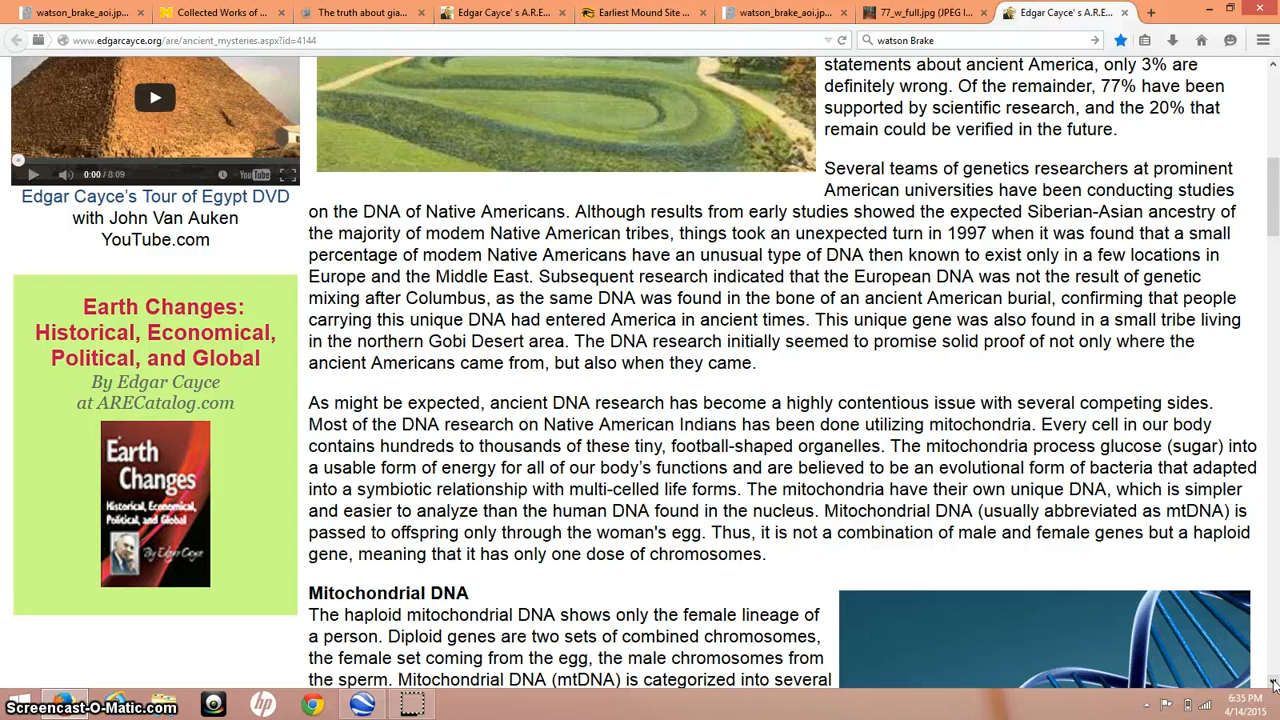 watson_brake_aoi.jp...
Collected Works of ...
The truth about gia...
Edgar Cayce' s A.R.E...
Earliest Mound Site ...
watson_brake_aoi.jp...
77_w_full.jpg (JPEG I...
Edgar Cayce' s A.R.E...
www.edgarcayce.org/are/ancient_mysteries.aspx?id=4144
watson Brake
0:00 / 8:09
YouTube
Edgar Cayce's Tour of Egypt DVD
with John Van Auken
YouTube.com
Earth Changes:
Historical, Economical,
Political, and Global
By Edgar Cayce
at ARECatalog.com
Earth
Changes
Historical, Economical,
Political, and Global
By Edgar Cayce
statements about ancient America, only 3% are
definitely wrong. Of the remainder, 77% have been
supported by scientific research, and the 20% that
remain could be verified in the future.
Several teams of genetics researchers at prominent
American universities have been conducting studies
on the DNA of Native Americans. Although results from early studies showed the expected Siberian-Asian ancestry of
the majority of modem Native American tribes, things took an unexpected turn in 1997 when it was found that a small
percentage of modem Native Americans have an unusual type of DNA then known to exist only in a few locations in
Europe and the Middle East. Subsequent research indicated that the European DNA was not the result of genetic
mixing after Columbus, as the same DNA was found in the bone of an ancient American burial, confirming that people
carrying this unique DNA had entered America in ancient times. This unique gene was also found in a small tribe living
in the northern Gobi Desert area. The DNA research initially seemed to promise solid proof of not only where the
ancient Americans came from, but also when they came.
As might be expected, ancient DNA research has become a highly contentious issue with several competing sides.
Most of the DNA research on Native American Indians has been done utilizing mitochondria. Every cell in our body
contains hundreds to thousands of these tiny, football-shaped organelles. The mitochondria process glucose (sugar) into
a usable form of energy for all of our body's functions and are believed to be an evolutional form of bacteria that adapted
into a symbiotic relationship with multi-celled life forms. The mitochondria have their own unique DNA, which is simpler
and easier to analyze than the human DNA found in the nucleus. Mitochondrial DNA (usually abbreviated as mtDNA) is
passed to offspring only through the woman's egg. Thus, it is not a combination of male and female genes but a haploid
gene, meaning that it has only one dose of chromosomes.
Mitochondrial DNA
The haploid mitochondrial DNA shows only the female lineage of
a person. Diploid genes are two sets of combined chromosomes,
the female set coming from the egg, the male chromosomes from
the sperm. Mitochondrial DNA (mtDNA) is categorized into several
Screencast-O-Matic.com
hp
6:35 PM
4/14/2015